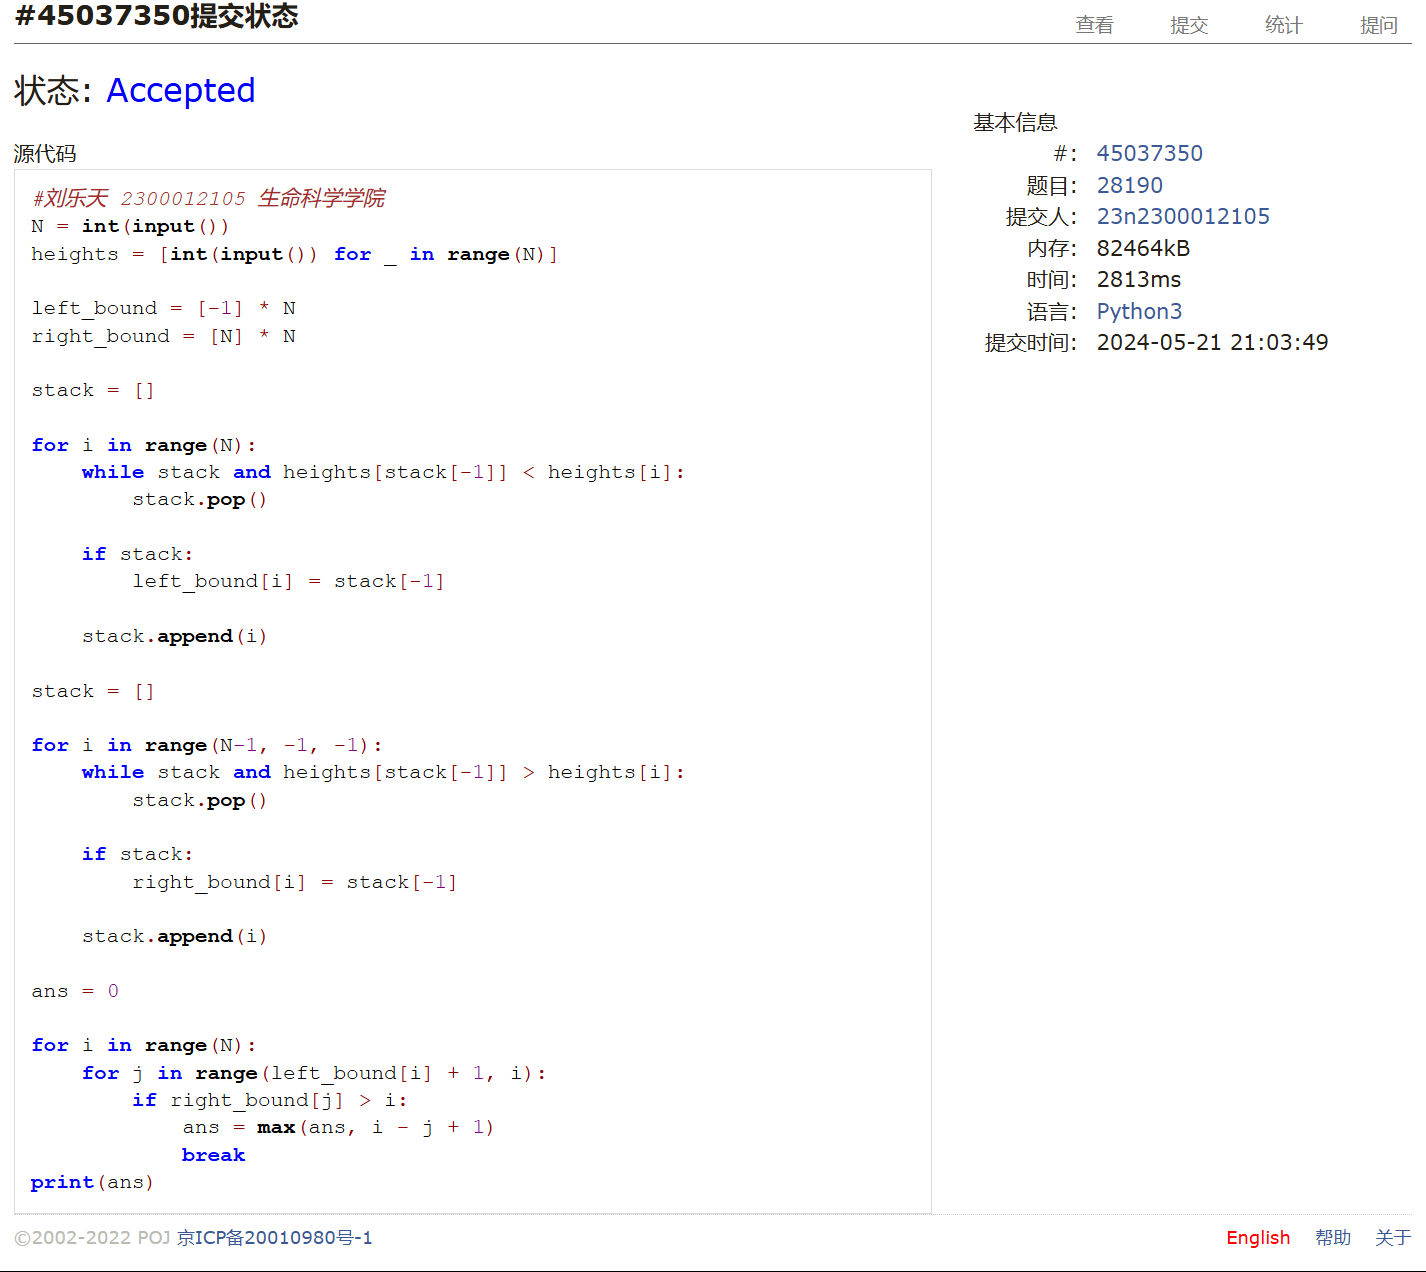 #45037350提交状态
查看 提交 统计 提问
状态: Accepted
源代码
#刘乐天 2300012105 生命科学学院
N = int(input())
heights = [int(input()) for _ in range(N)]
left_bound = [-1] * N
right_bound = [N] * N
stack = []
for i in range(N):
    while stack and heights[stack[-1]] < heights[i]:
        stack.pop()
    if stack:
        left_bound[i] = stack[-1]
    stack.append(i)
stack = []
for i in range(N-1, -1, -1):
    while stack and heights[stack[-1]] > heights[i]:
        stack.pop()
    if stack:
        right_bound[i] = stack[-1]
    stack.append(i)
ans = 0
for i in range(N):
    for j in range(left_bound[i] + 1, i):
        if right_bound[j] > i:
            ans = max(ans, i - j + 1)
            break
print(ans)
基本信息
#: 45037350
题目: 28190
提交人: 23n2300012105
内存: 82464kB
时间: 2813ms
语言: Python3
提交时间: 2024-05-21 21:03:49
©2002-2022 POJ 京ICP备20010980号-1
English 帮助 关于